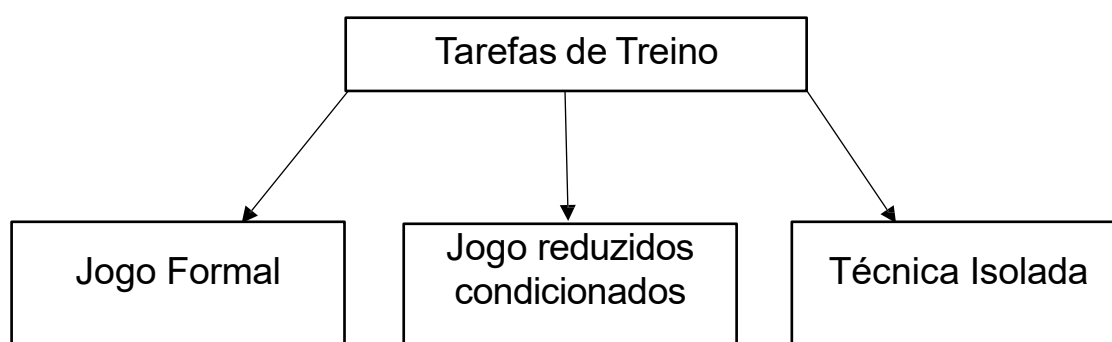 Tarefas de Treino
Jogo Formal
Jogo reduzidos
condicionados
Técnica Isolada